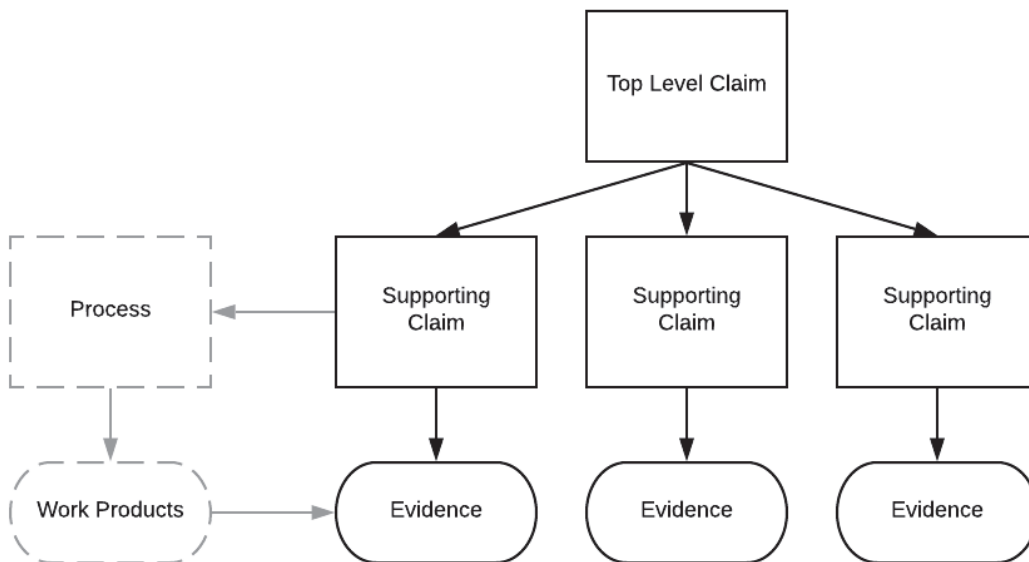 Top Level Claim
Process
Supporting
Claim
Supporting
Claim
Supporting
Claim
Work Products
Evidence
Evidence
Evidence